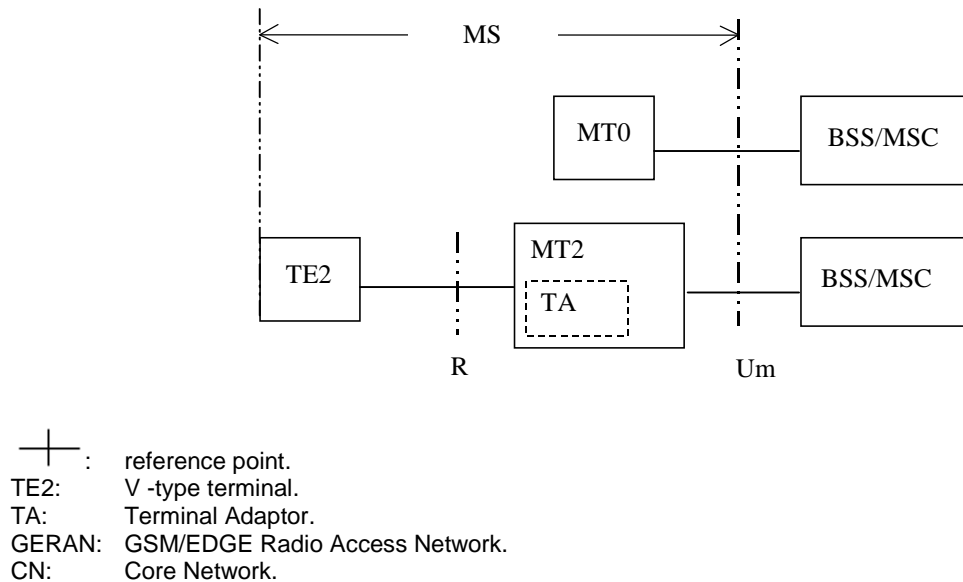 MS
MT0
BSS/MSC
MT2
TE2
TA
BSS/MSC
R
Um
: reference point.
TE2: V -type terminal.
TA: Terminal Adaptor.
GERAN: GSM/EDGE Radio Access Network.
CN: Core Network.